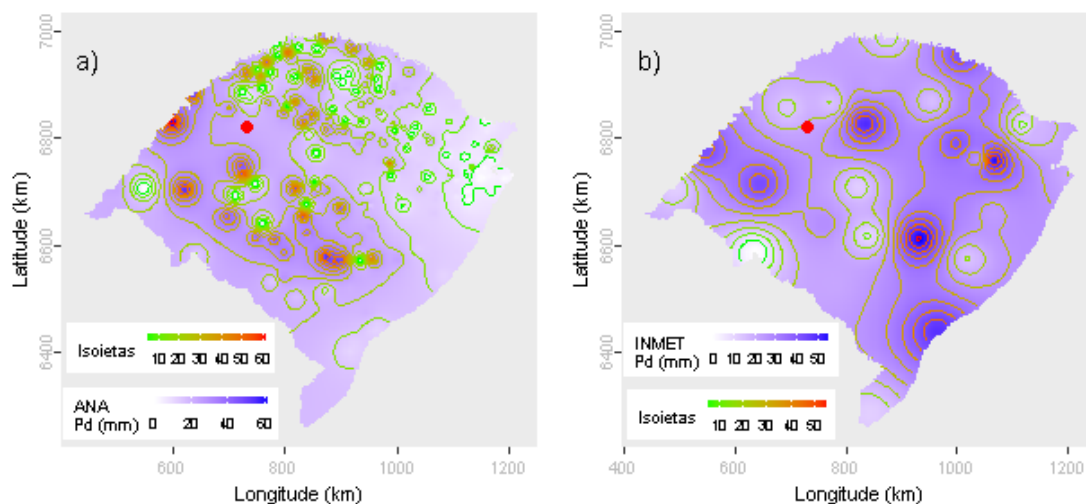 a)
7000
6800
6600
6400
Latitude (km)
Isoietas
10 20 30 40 50 60
ANA
Pd (mm)
0 20 40 60
600 800 1000 1200
Longitude (km)
b)
7000
6800
6600
6400
Latitude (km)
INMET
Pd (mm)
0 10 20 30 40 50
Isoietas
10 20 30 40 50
400 600 800 1000 1200
Longitude (km)